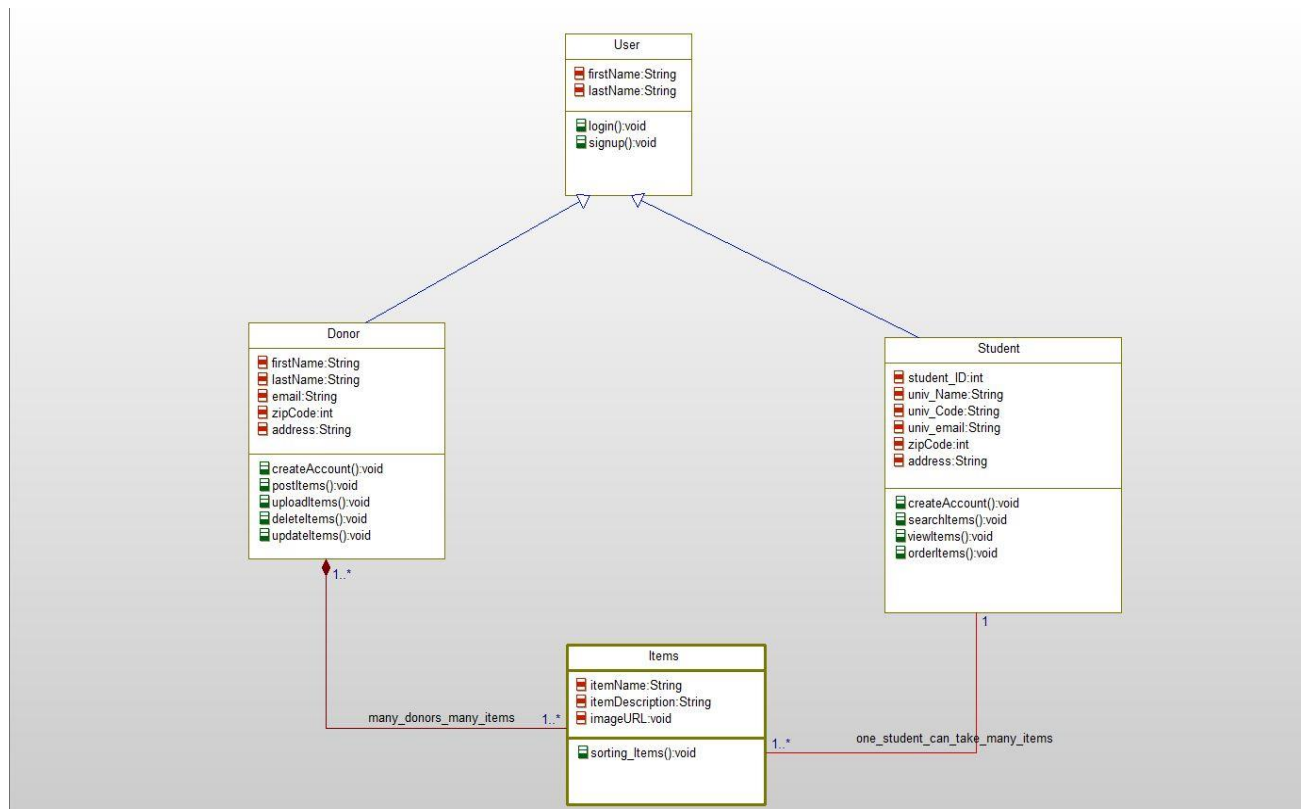 User
firstName:String
lastName:String
login():void
signup():void
Donor
firstName:String
lastName:String
email:String
zipCode:int
address:String
createAccount():void
postItems():void
uploadItems():void
deleteItems():void
updateItems():void
1..*
Student
student_ID:int
univ_Name:String
univ_Code:String
univ_email:String
zipCode:int
address:String
createAccount():void
searchItems():void
viewItems():void
orderItems():void
1
Items
itemName:String
itemDescription:String
imageURL:void
sorting_Items():void
many_donors_many_items
1..*
1..*
one_student_can_take_many_items